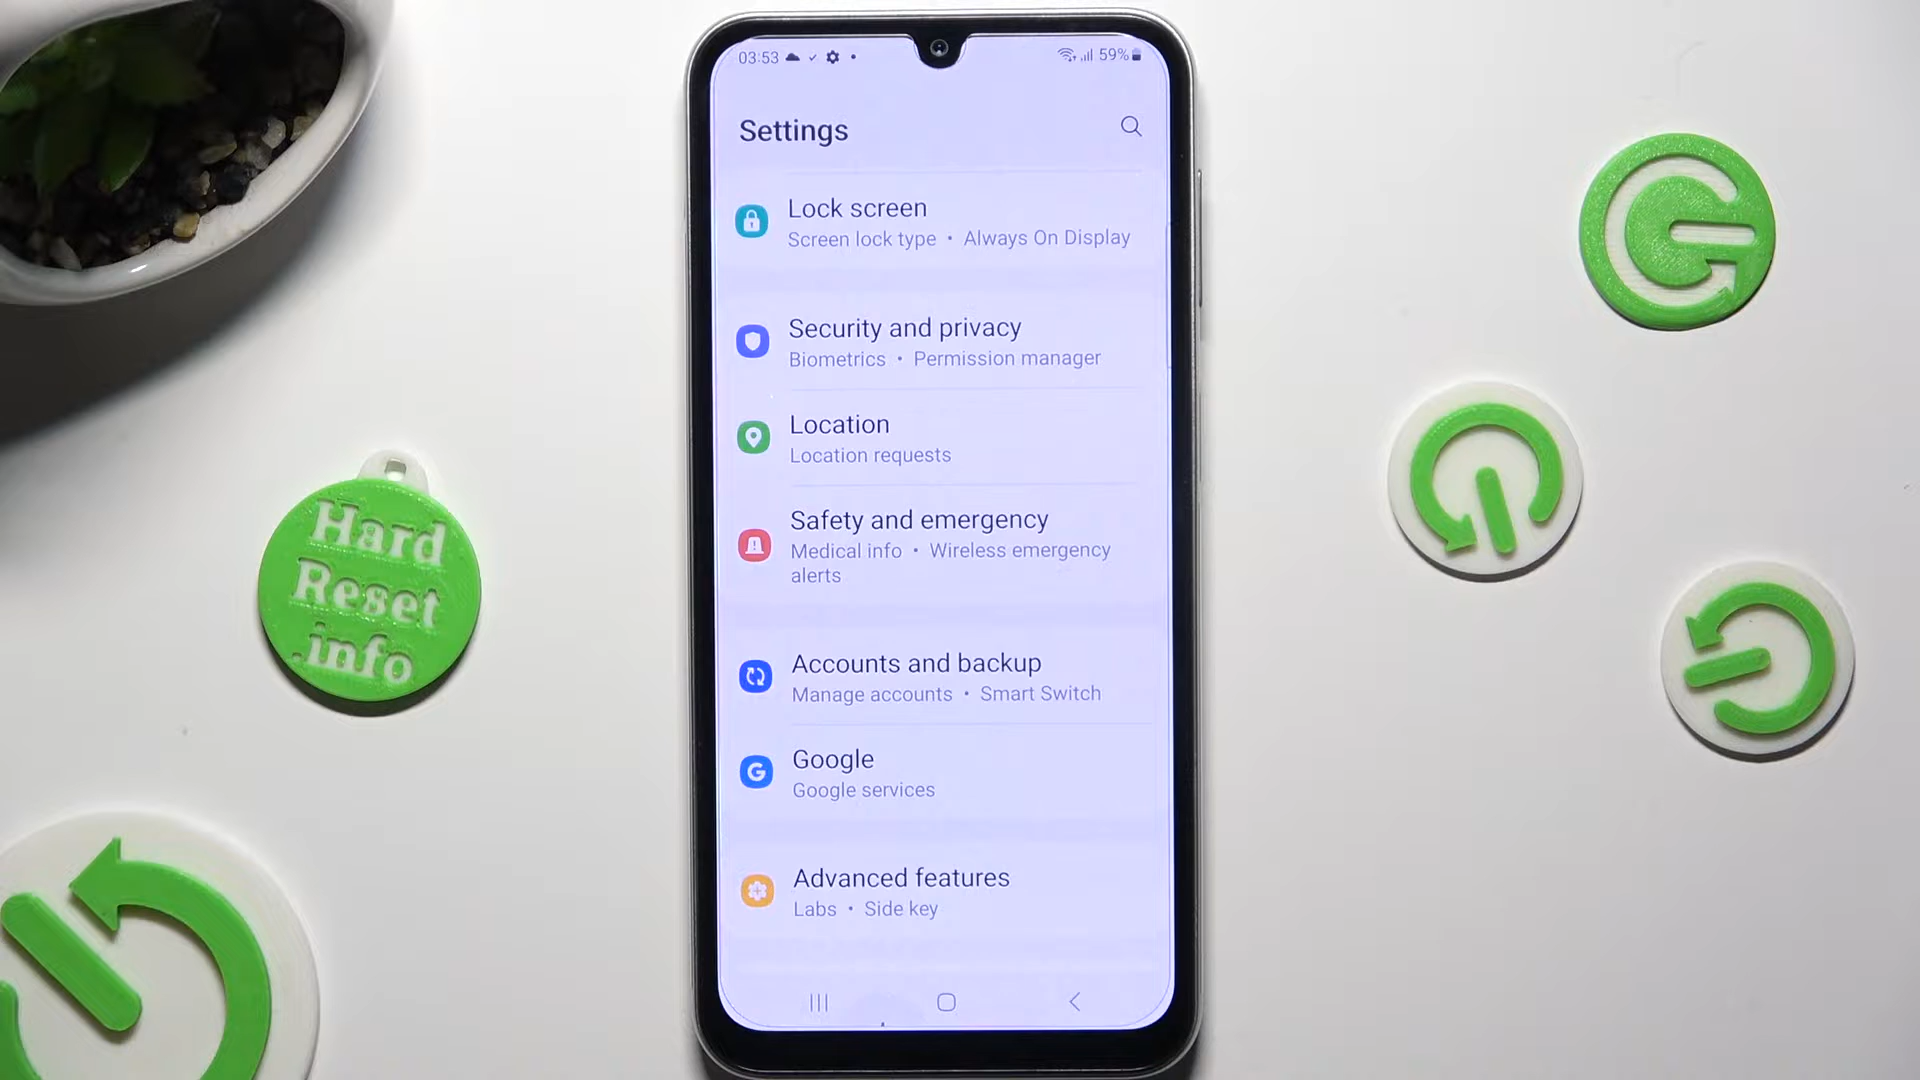 03:53
59%
Settings
Lock screen
Screen lock type • Always On Display
Security and privacy
Biometrics • Permission manager
Location
Location requests
Safety and emergency
Medical info • Wireless emergency
alerts
Accounts and backup
Manage accounts • Smart Switch
Google
Google services
Advanced features
Labs • Side key
Hard
Reset
.info